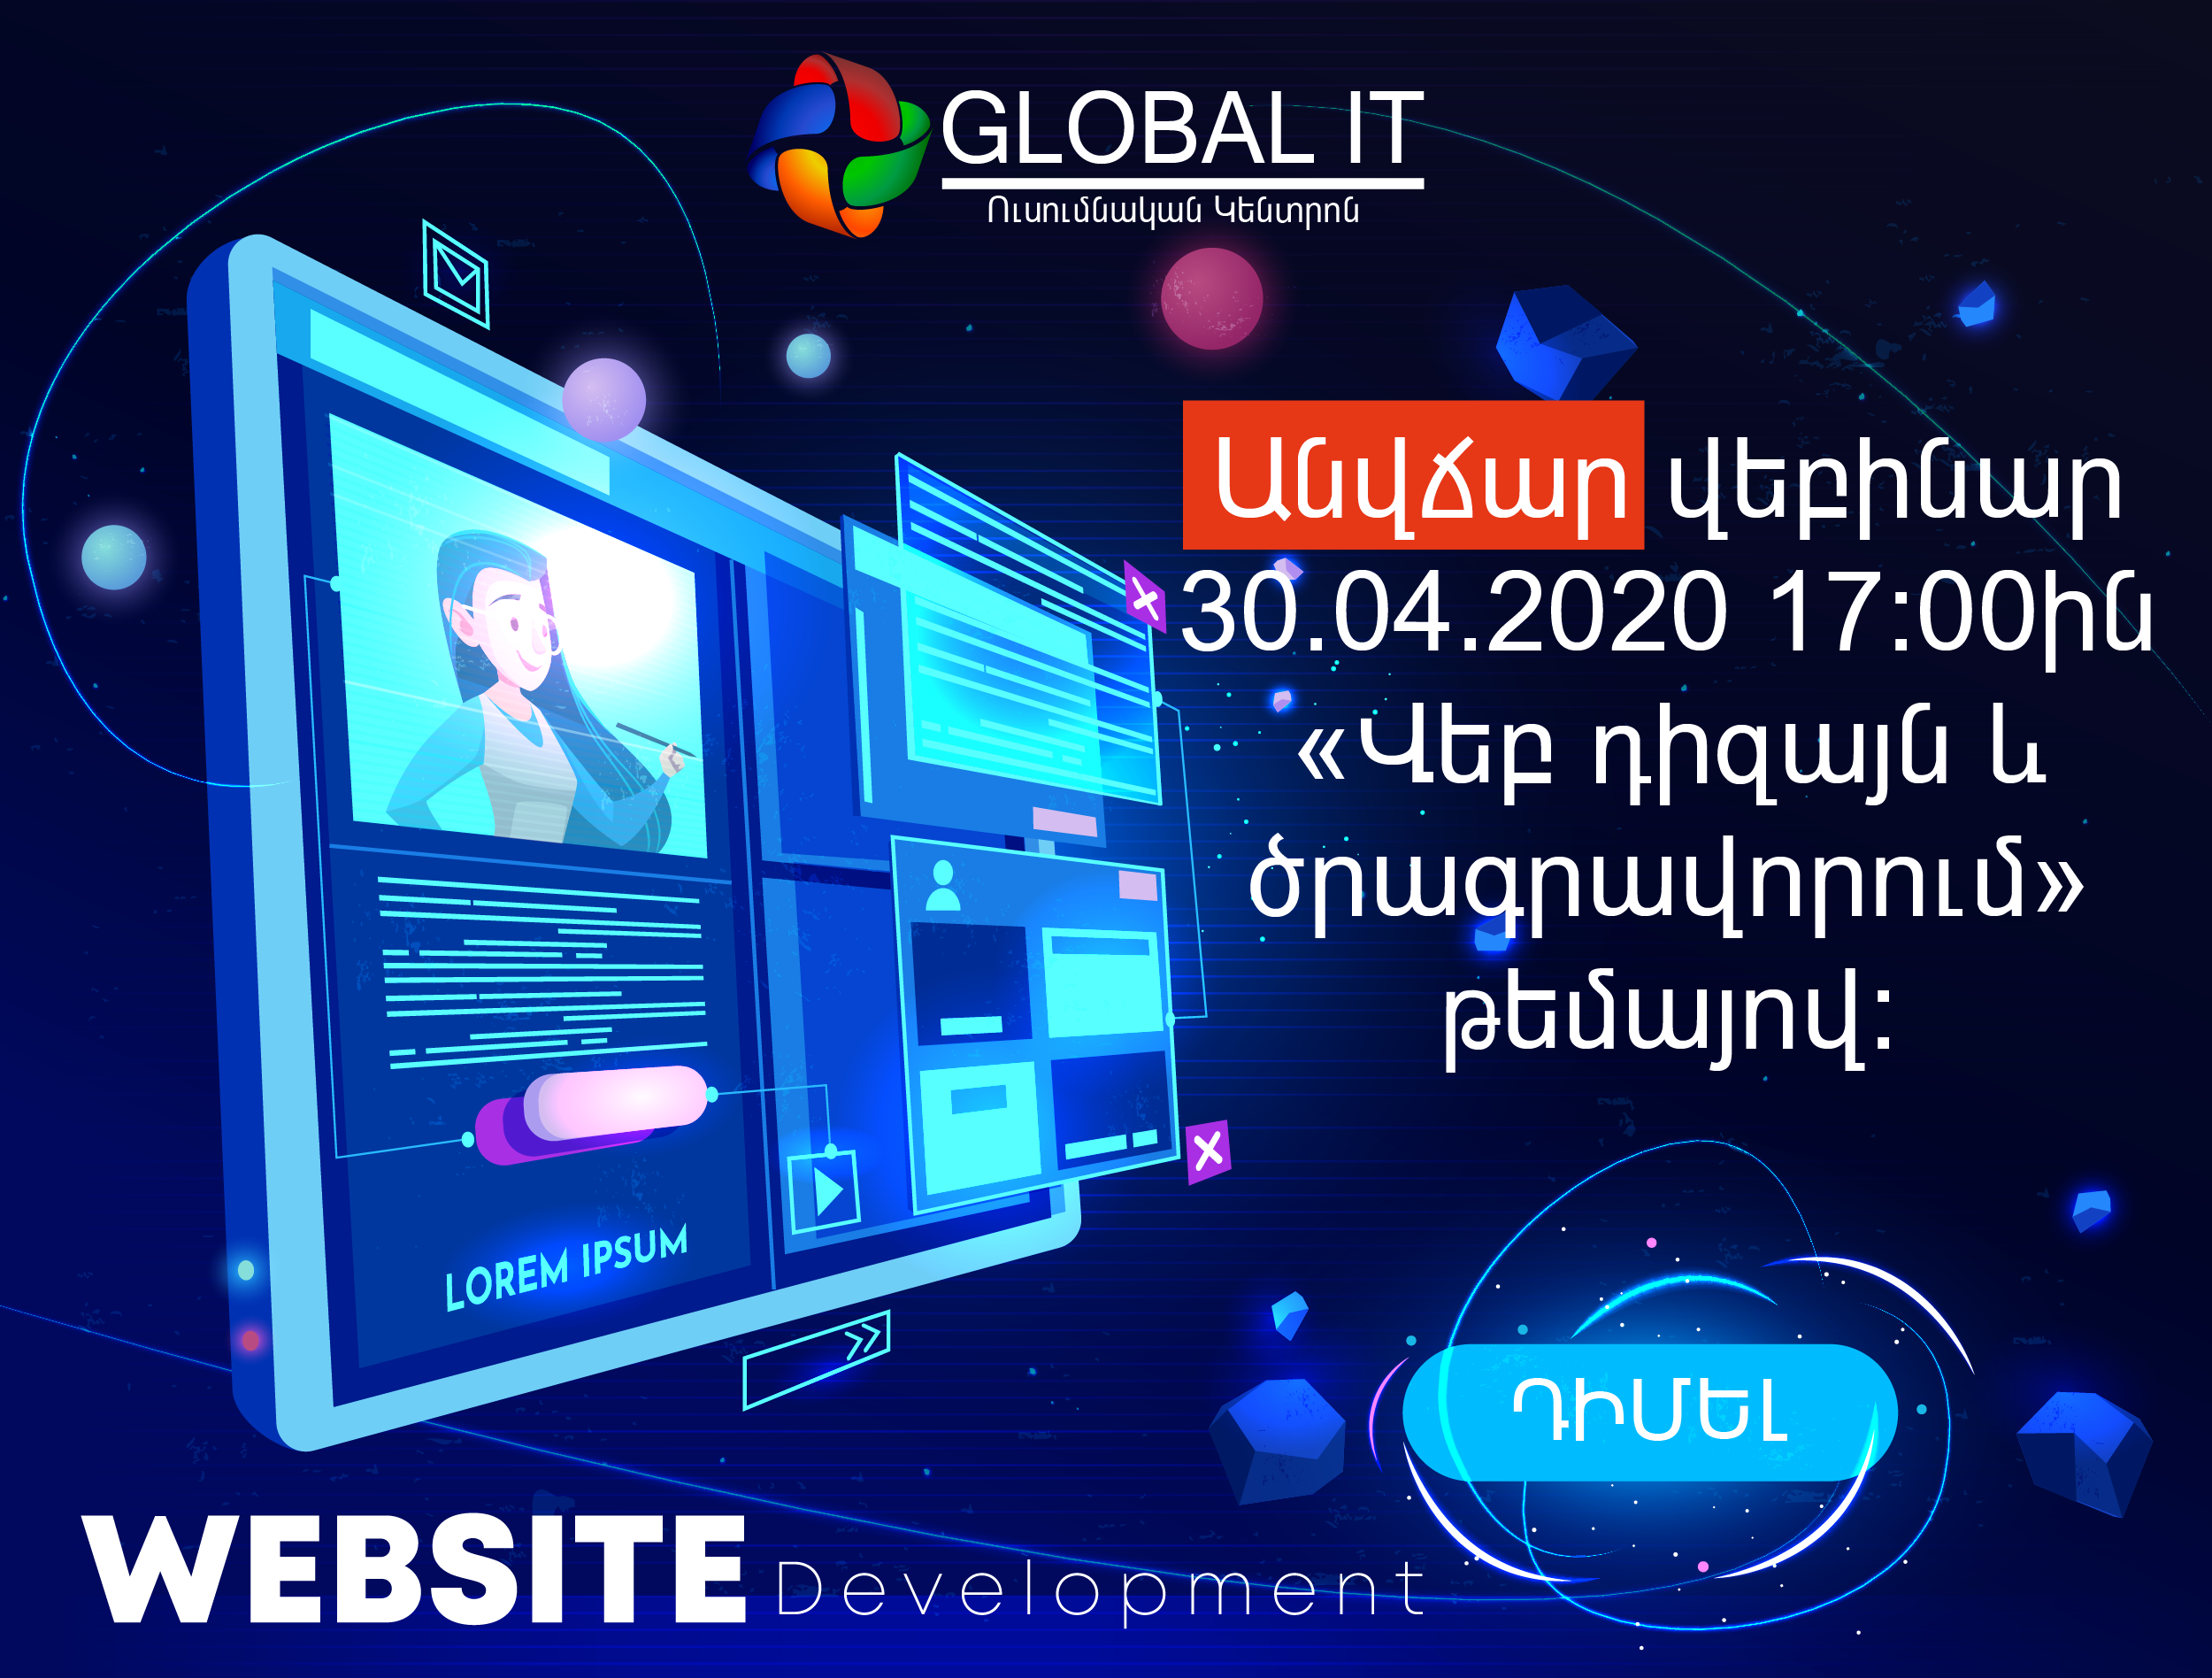 GLOBAL IT
Ուսումնական Կենտրոն
Անվճար վեբինար
30.04.2020 17:00ին
«Վեբ դիզայն և
ծրագրավորում»
թեմայով:
LOREM IPSUM
ԴԻՄԵԼ
WEBSITE Development